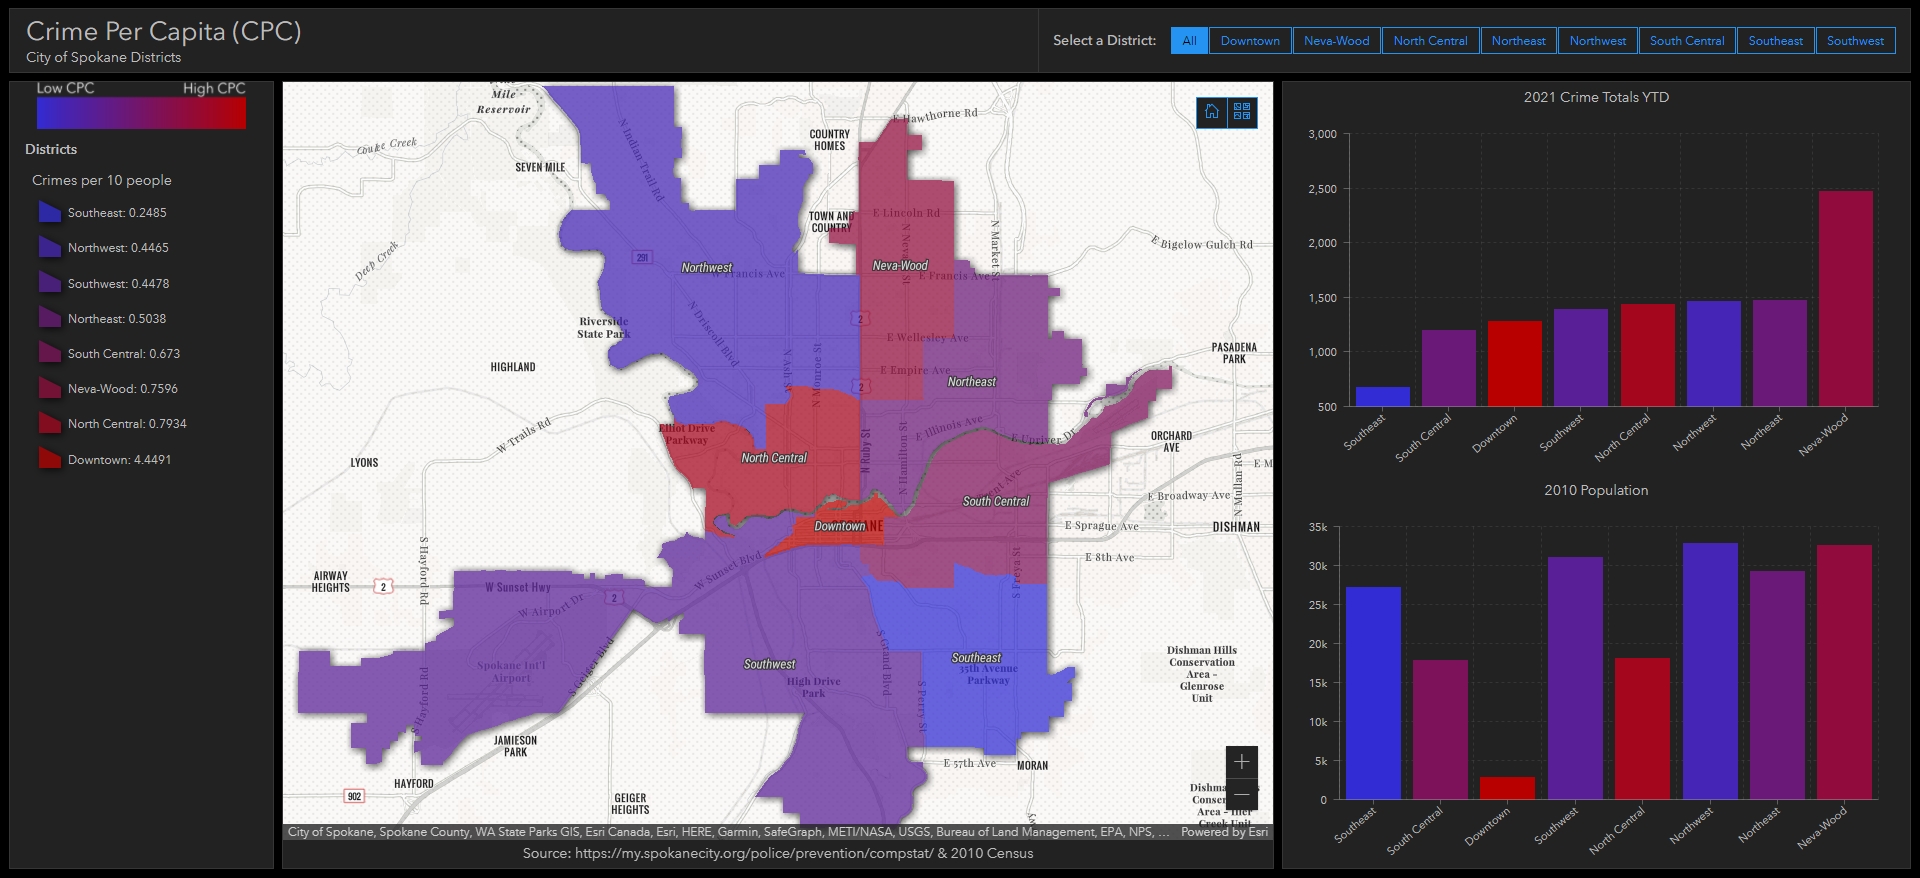 Crime Per Capita (CPC)
City of Spokane Districts
Select a District:
All
Downtown
Neva-Wood
North Central
Northeast
Northwest
South Central
Southeast
Southwest
Low CPC
High CPC
Districts
Crimes per 10 people
Southeast: 0.2485
Northwest: 0.4465
Southwest: 0.4478
Northeast: 0.5038
South Central: 0.673
Neva-Wood: 0.7596
North Central: 0.7934
Downtown: 4.4491
Mile
Reservoir
Coulee Creek
SEVEN MILE
N Indian Trail Rd
COUNTRY
HOMES
E Hawthorne Rd
TOWN AND
COUNTRY
E Lincoln Rd
N Market St
E Bigelow Gulch Rd
Deep Creek
291
Northwest
W Francis Ave
Neva-Wood
E Francis Ave
Riverside
State Park
N Driscoll Blvd
2
E Wellesley Ave
PASADENA
PARK
HIGHLAND
N Ash St
N Monroe St
E Empire Ave
2
Northeast
Elliot Drive
Parkway
W Trails Rd
E Illinois Ave
E Upriver Dr
ORCHARD
AVE
LYONS
North Central
N Ruby St
N Hamilton St
E M
N Mullan Rd
South Central
E Broadway Ave
Downtown
ANE
E Sprague Ave
DISHMAN
E 8th Ave
S Hayford Rd
W Sunset Blvd
S Freya St
AIRWAY
HEIGHTS
2
W Sunset Hwy
W Airport Dr
2
S Geiger Blvd
Spokane Int'l
Airport
S Hayford Rd
Southwest
High Drive
Park
S Grand Blvd
S Perry St
Southeast
35th Avenue
Parkway
Dishman Hills
Conservation
Area -
Glenrose
Unit
JAMIESON
PARK
E 57th Ave
MORAN
HAYFORD
902
GEIGER
HEIGHTS
City of Spokane, Spokane County, WA State Parks GIS, Esri Canada, Esri, HERE, Garmin, SafeGraph, METI/NASA, USGS, Bureau of Land Management, EPA, NPS, ...
Powered by Esri
Source: https://my.spokanecity.org/police/prevention/compstat/ & 2010 Census
2021 Crime Totals YTD
3,000
2,500
2,000
1,500
1,000
500
Southeast
South Central
Downtown
Southwest
North Central
Northwest
Northeast
Neva-Wood
2010 Population
35k
30k
25k
20k
15k
10k
5k
0
Southeast
South Central
Downtown
Southwest
North Central
Northwest
Northeast
Neva-Wood